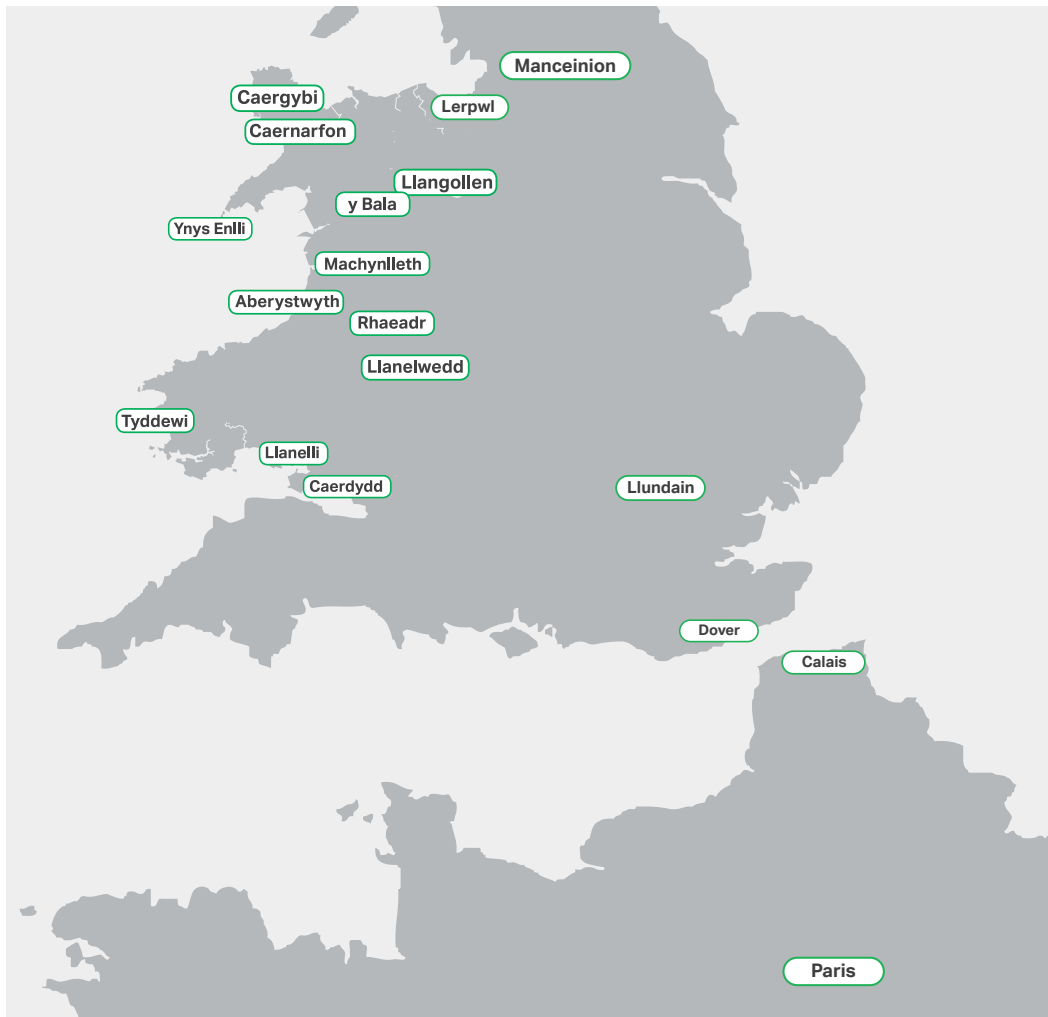 Manceinion
Caergybi
Lerpwl
Caernarfon
Llangollen
y Bala
Ynys Enlli
Machynlleth
Aberystwyth
Rhaeadr
Llanelwedd
Tyddewi
Llanelli
Caerdydd
Llundain
Dover
Calais
Paris